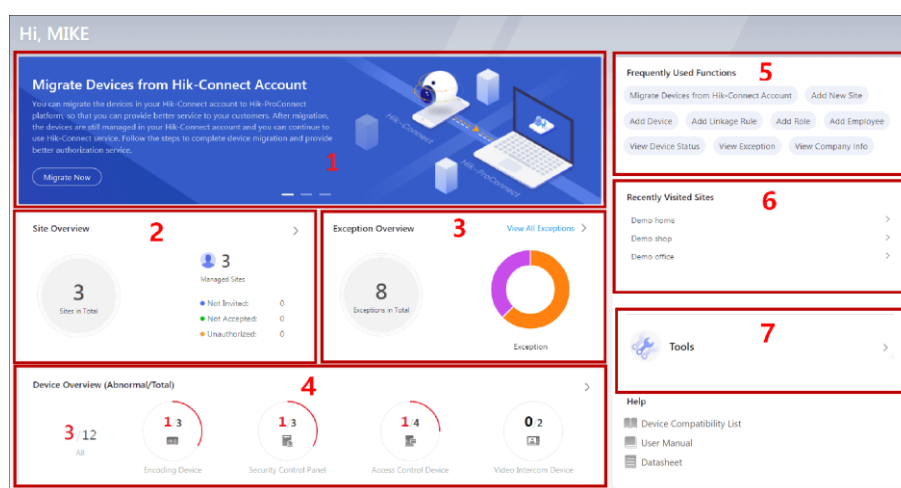 Hi, MIKE
Migrate Devices from Hik-Connect Account
You can migrate the devices in your Hik-Connect account to Hik-ProConnect
platform, so that you can provide better service to your customers. After migration,
the devices are still managed in your Hik-Connect account and you can continue to
use Hik-Connect service. Follow the steps to complete device migration and provide
better authorization service.
Migrate Now
Hik-Connect
Hik-ProConnect
1
Site Overview
2
3
Sites in Total
3
Managed Sites
Not Invited: 0
Not Accepted: 0
Unauthorized: 0
Exception Overview
3
View All Exceptions
8
Exceptions in Total
Exception
Device Overview (Abnormal/Total)
4
3/12
All
1/3
Encoding Device
1/3
Security Control Panel
1/4
Access Control Device
0/2
Video Intercom Device
Frequently Used Functions
5
Migrate Devices from Hik-Connect Account Add New Site
Add Device Add Linkage Rule Add Role Add Employee
View Device Status View Exception View Company Info
Recently Visited Sites
6
Demo home
Demo shop
Demo office
Tools
7
Help
Device Compatibility List
User Manual
Datasheet